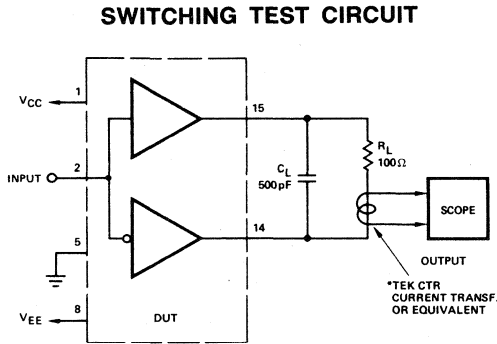 SWITCHING TEST CIRCUIT
VCC
1
15
RL
100Ω
CL
500pF
INPUT
2
SCOPE
5
14
OUTPUT
*TEK CTR
CURRENT TRANSF.
OR EQUIVALENT
VEE
8
DUT